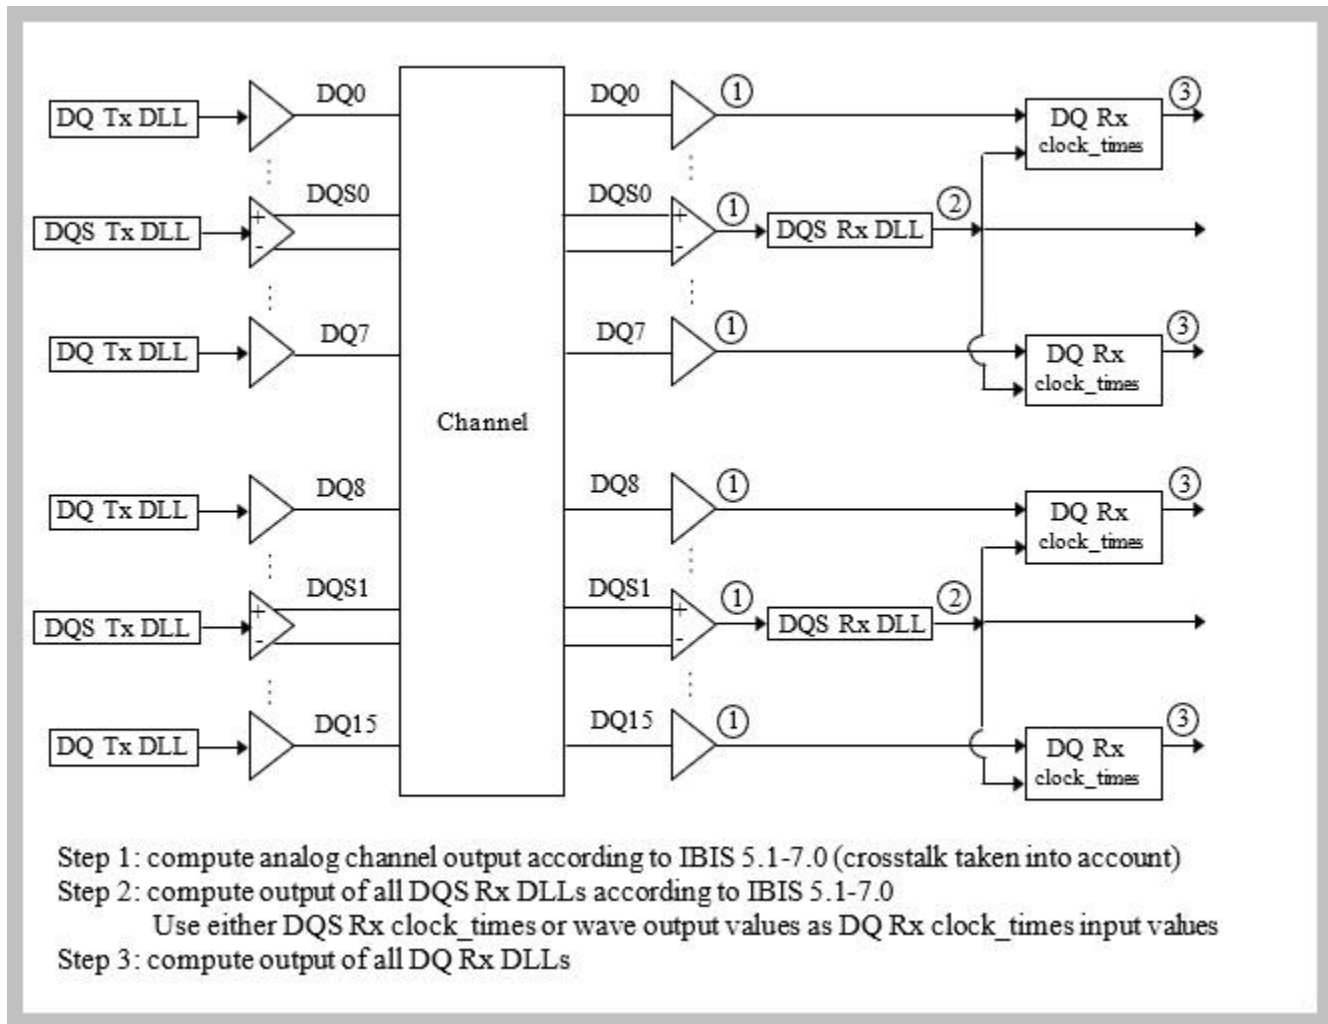 DQ Tx DLL
DQ0
DQ0
①
DQ Rx
clock_times
③
DQS Tx DLL
+
-
DQS0
DQS0
+
-
①
DQS Rx DLL
②
DQ Tx DLL
DQ7
DQ7
①
DQ Rx
clock_times
③
Channel
DQ Tx DLL
DQ8
DQ8
①
DQ Rx
clock_times
③
DQS Tx DLL
+
-
DQS1
DQS1
+
-
①
DQS Rx DLL
②
DQ Tx DLL
DQ15
DQ15
①
DQ Rx
clock_times
③
Step 1: compute analog channel output according to IBIS 5.1-7.0 (crosstalk taken into account)
Step 2: compute output of all DQS Rx DLLs according to IBIS 5.1-7.0
Use either DQS Rx clock_times or wave output values as DQ Rx clock_times input values
Step 3: compute output of all DQ Rx DLLs